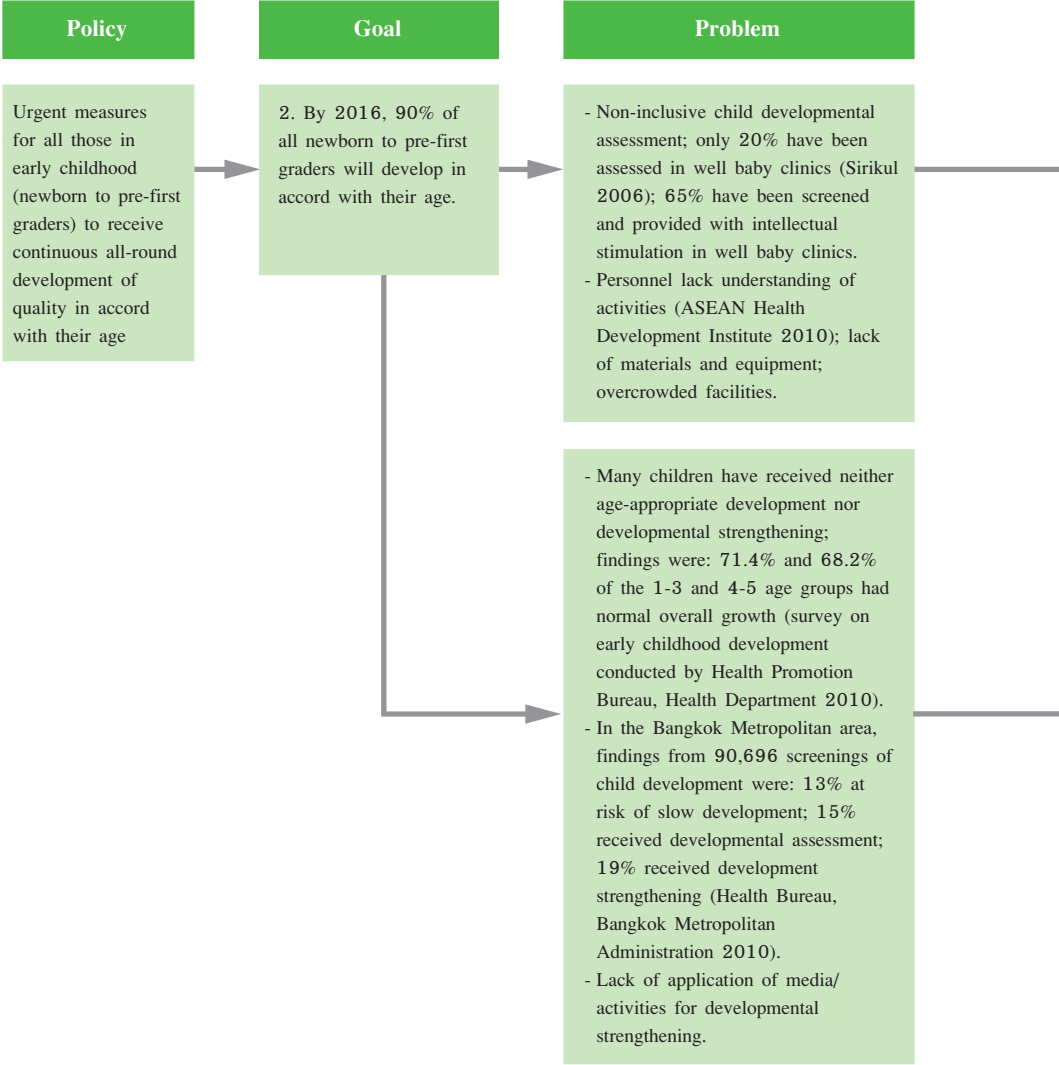 Policy
Goal
Problem
Urgent measures
for all those in
early childhood
(newborn to pre-first
graders) to receive
continuous all-round
development of
quality in accord
with their age
2. By 2016, 90% of
all newborn to pre-first
graders will develop in
accord with their age.
- Non-inclusive child developmental
assessment; only 20% have been
assessed in well baby clinics (Sirikul
2006); 65% have been screened
and provided with intellectual
stimulation in well baby clinics.
- Personnel lack understanding of
activities (ASEAN Health
Development Institute 2010); lack
of materials and equipment;
overcrowded facilities.
- Many children have received neither
age-appropriate development nor
developmental strengthening;
findings were: 71.4% and 68.2%
of the 1-3 and 4-5 age groups had
normal overall growth (survey on
early childhood development
conducted by Health Promotion
Bureau, Health Department 2010).
- In the Bangkok Metropolitan area,
findings from 90,696 screenings of
child development were: 13% at
risk of slow development; 15%
received developmental assessment;
19% received development
strengthening (Health Bureau,
Bangkok Metropolitan
Administration 2010).
- Lack of application of media/
activities for developmental
strengthening.